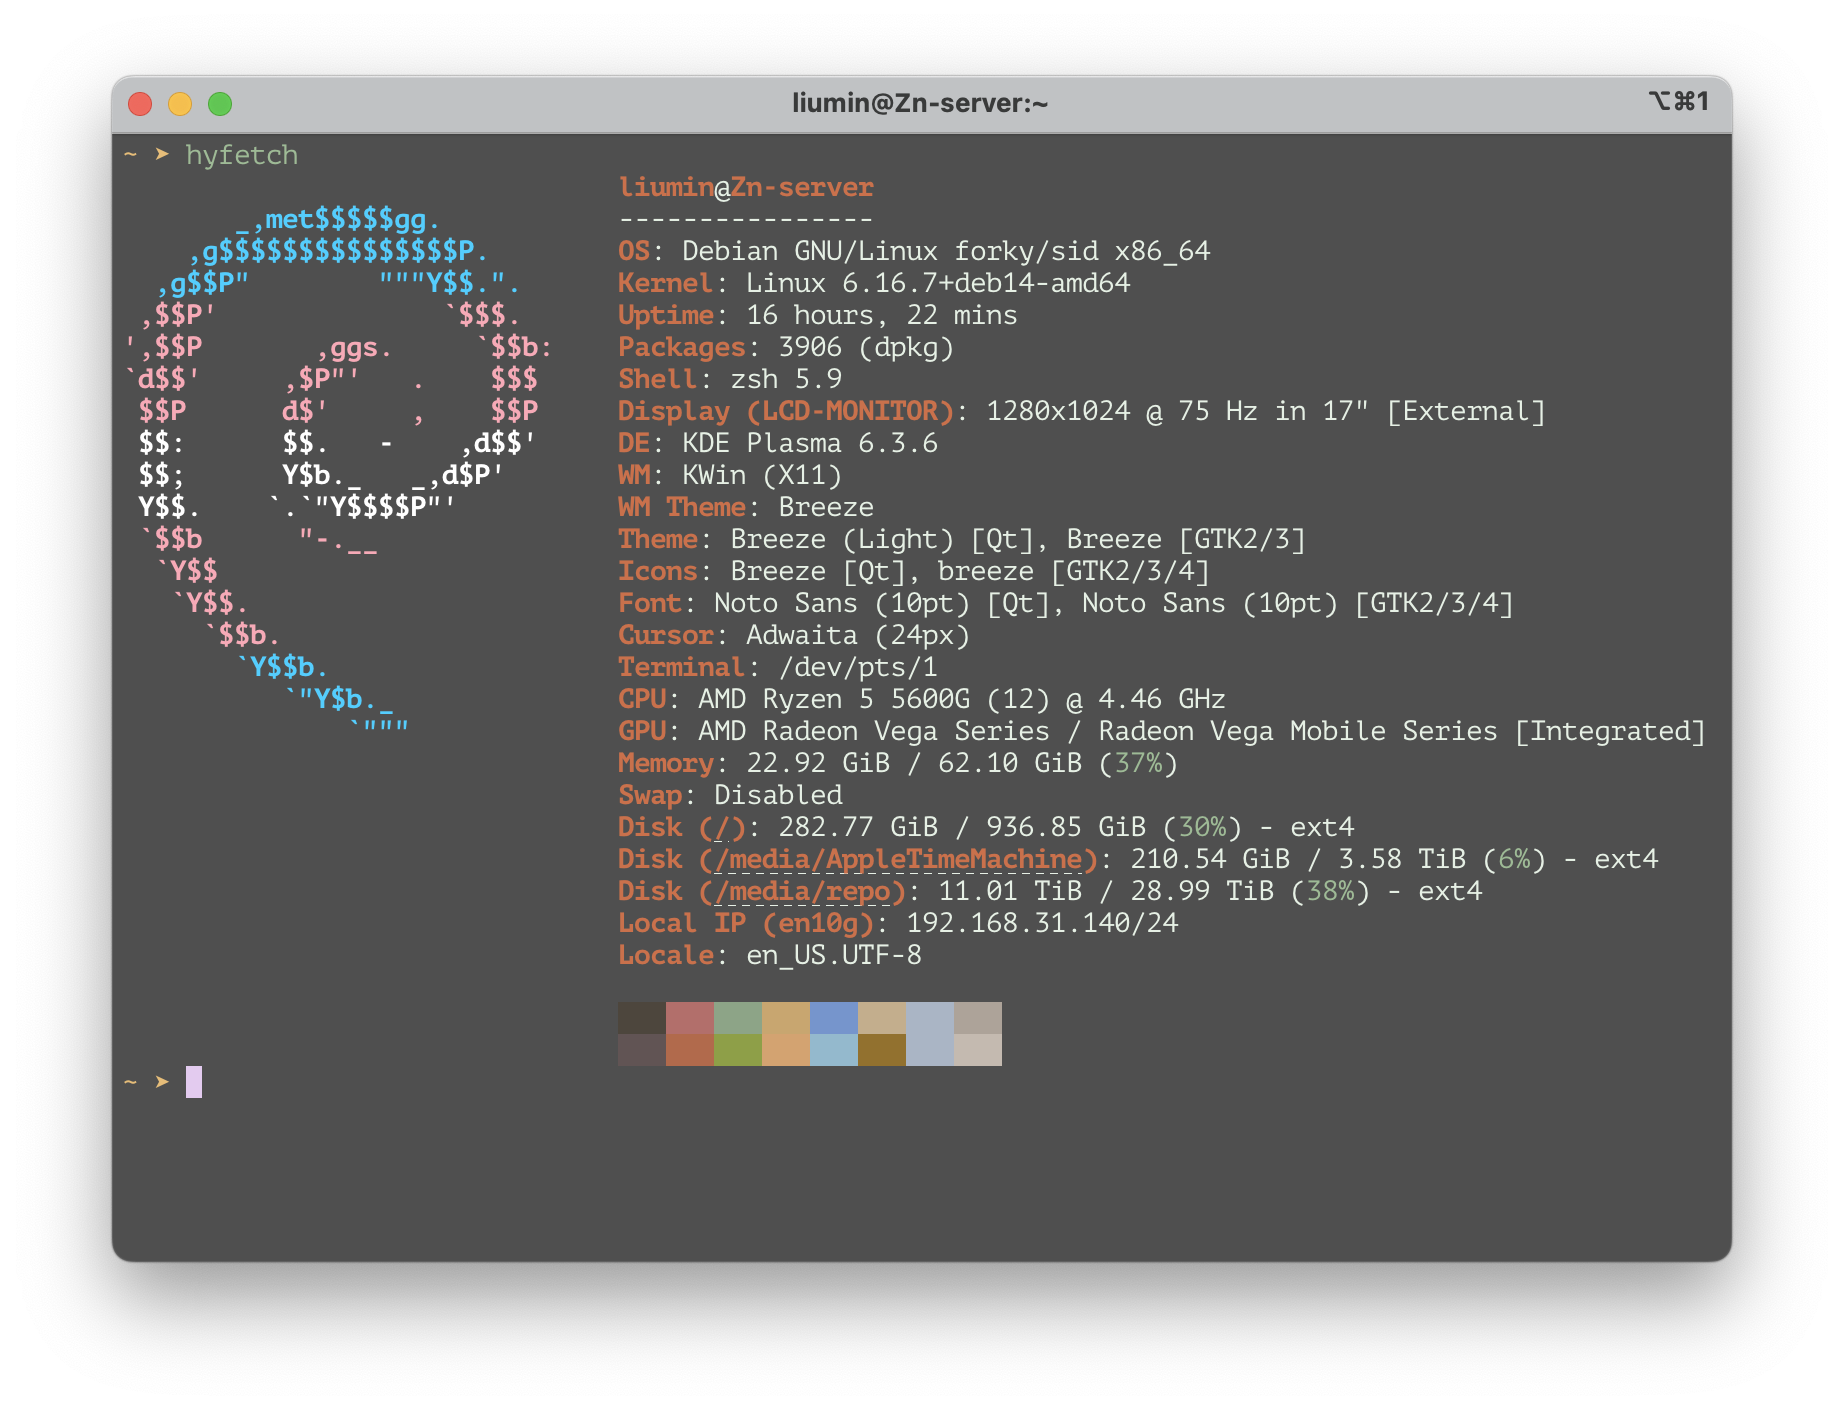 liumin@Zn-server:~
⌥⌘1
~ ➤ hyfetch
liumin@Zn-server
----------------
       _,met$$$$$gg.
    ,g$$$$$$$$$$$$$$$P.
OS: Debian GNU/Linux forky/sid x86_64
  ,g$$P"        """Y$$.".
Kernel: Linux 6.16.7+deb14-amd64
 ,$$P'              `$$$.
Uptime: 16 hours, 22 mins
',$$P       ,ggs.     `$$b:
Packages: 3906 (dpkg)
`d$$'     ,$P"'   .    $$$
Shell: zsh 5.9
 $$P      d$'     ,    $$P
Display (LCD-MONITOR): 1280x1024 @ 75 Hz in 17" [External]
 $$:      $$.   -    ,d$$'
DE: KDE Plasma 6.3.6
 $$;      Y$b._   _,d$P'
WM: KWin (X11)
 Y$$.    `.`"Y$$$$P"'
WM Theme: Breeze
 `$$b      "-.__
Theme: Breeze (Light) [Qt], Breeze [GTK2/3]
  `Y$$
Icons: Breeze [Qt], breeze [GTK2/3/4]
   `Y$$.
Font: Noto Sans (10pt) [Qt], Noto Sans (10pt) [GTK2/3/4]
     `$$b.
Cursor: Adwaita (24px)
       `Y$$b.
Terminal: /dev/pts/1
          `"Y$b._
CPU: AMD Ryzen 5 5600G (12) @ 4.46 GHz
              `"""
GPU: AMD Radeon Vega Series / Radeon Vega Mobile Series [Integrated]
Memory: 22.92 GiB / 62.10 GiB (37%)
Swap: Disabled
Disk (/): 282.77 GiB / 936.85 GiB (30%) - ext4
Disk (/media/AppleTimeMachine): 210.54 GiB / 3.58 TiB (6%) - ext4
Disk (/media/repo): 11.01 TiB / 28.99 TiB (38%) - ext4
Local IP (en10g): 192.168.31.140/24
Locale: en_US.UTF-8
~ ➤